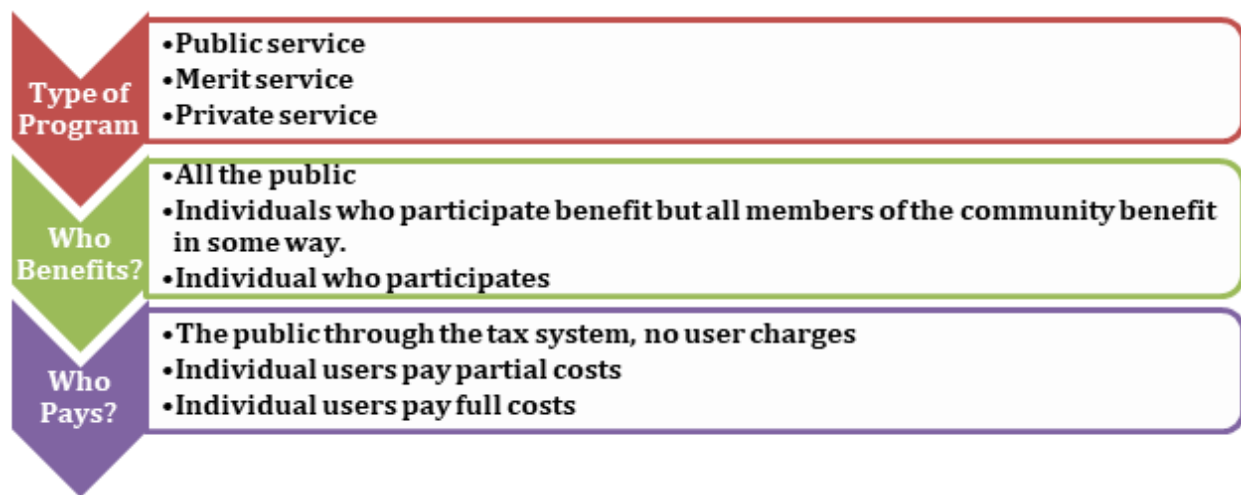 Type of
Program
•Public service
•Merit service
•Private service
Who
Benefits?
•All the public
•Individuals who participate benefit but all members of the community benefit
in some way.
•Individual who participates
Who
Pays?
•The public through the tax system, no user charges
•Individual users pay partial costs
•Individual users pay full costs